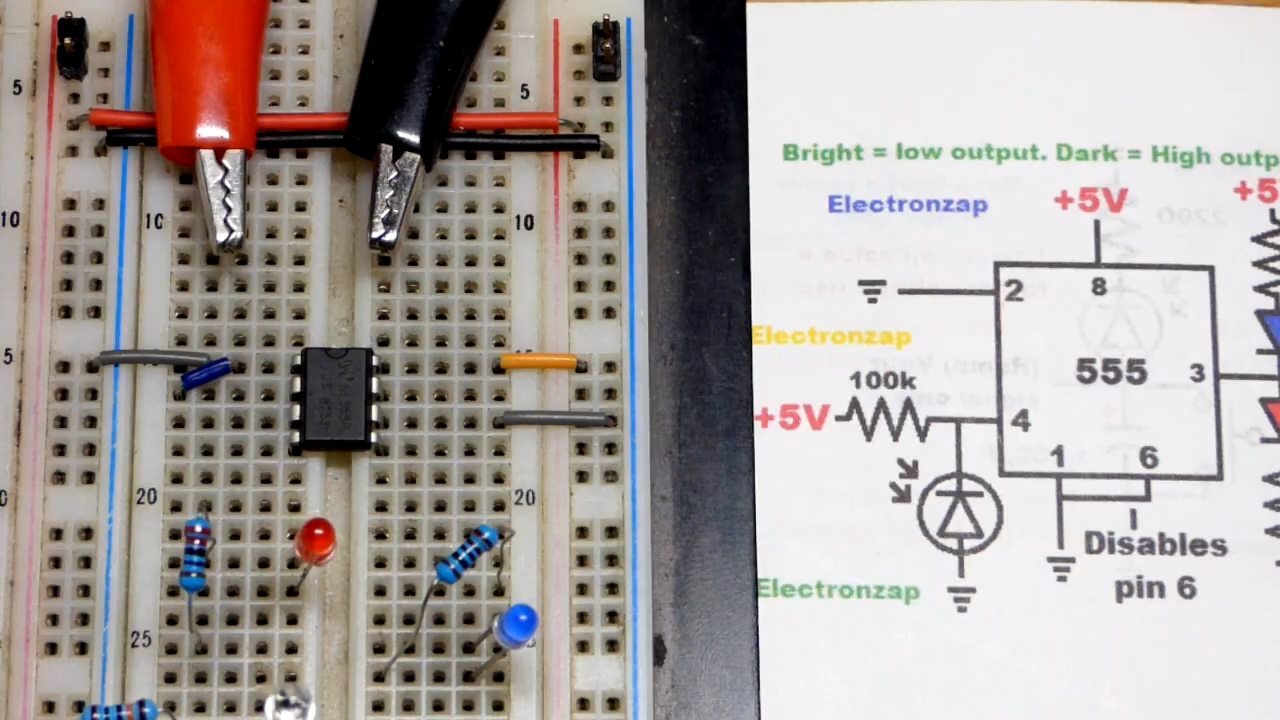 5
5
10
10
10
5
20
20
25
Bright = low output. Dark = High outp
Electronzap
+5V
+5
2
8
Electronzap
555
3
100k
+5V
4
1
6
Disables
pin 6
Electronzap